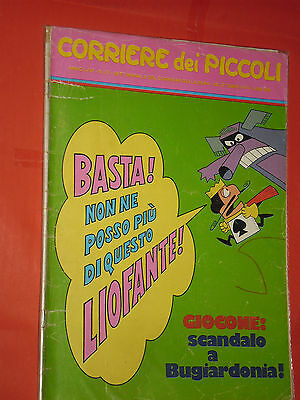 CORRIERE dei PICCOLI
BASTA!
NON NE
POSSO PIÙ
DI QUESTO
LIOFANTE!
GIOCONE:
scandalo
a
Bugiardonia!